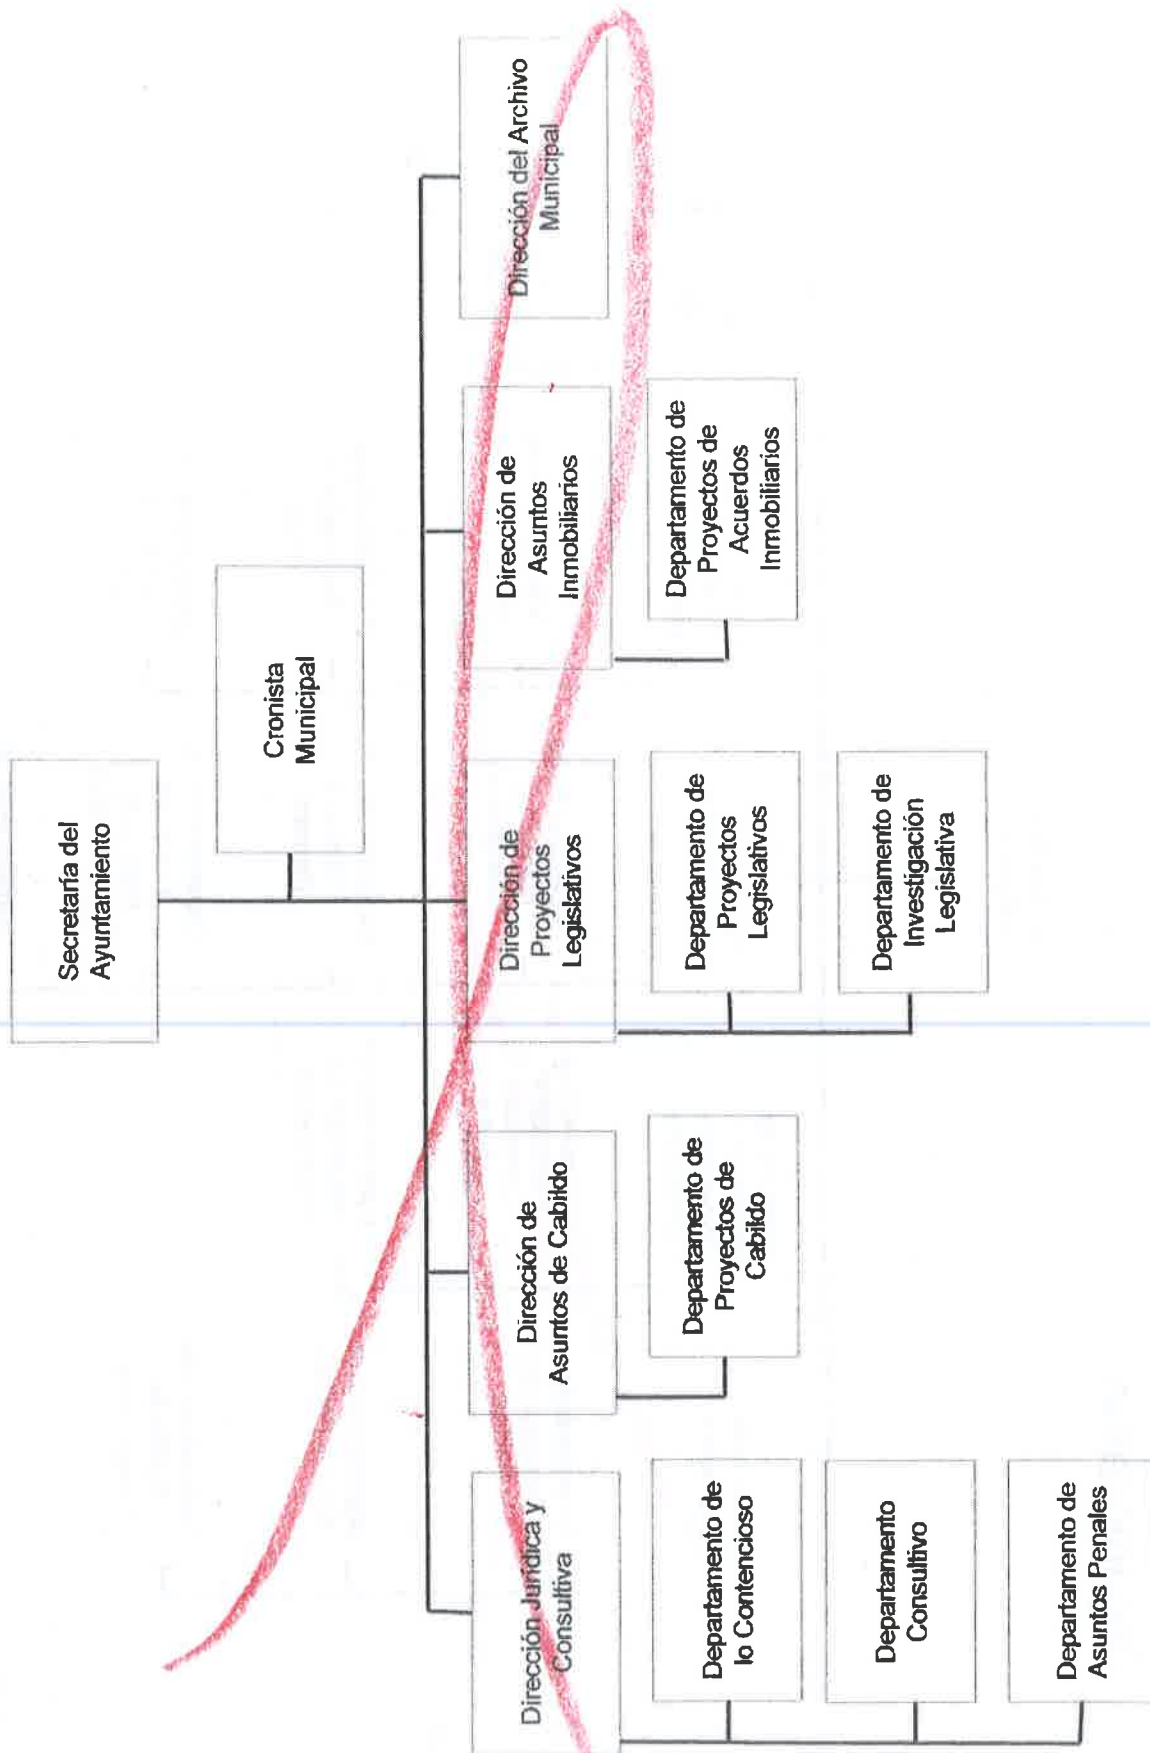 Secretaría del
Ayuntamiento
Cronista
Municipal
Dirección Jurídica y
Consultiva
Dirección de
Asuntos de Cabildo
Dirección de
Proyectos
Legislativos
Dirección de
Asuntos
Inmobiliarios
Dirección del Archivo
Municipal
Departamento de
lo Contencioso
Departamento de
Proyectos de
Cabildo
Departamento de
Proyectos
Legislativos
Departamento de
Proyectos de
Acuerdos
Inmobiliarios
Departamento
Consultivo
Departamento de
Investigación
Legislativa
Departamento de
Asuntos Penales